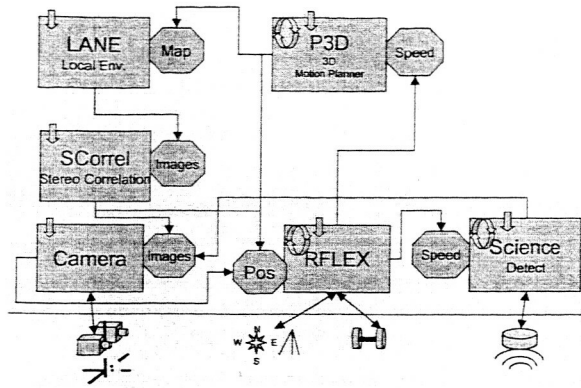 LANE
Local Env.
Map
P3D
3D
Motion Planner
Speed
SCorrel
Stereo Correlation
Images
Camera
Images
Pos
RFLEX
Speed
Science
Detect
N
W E
S